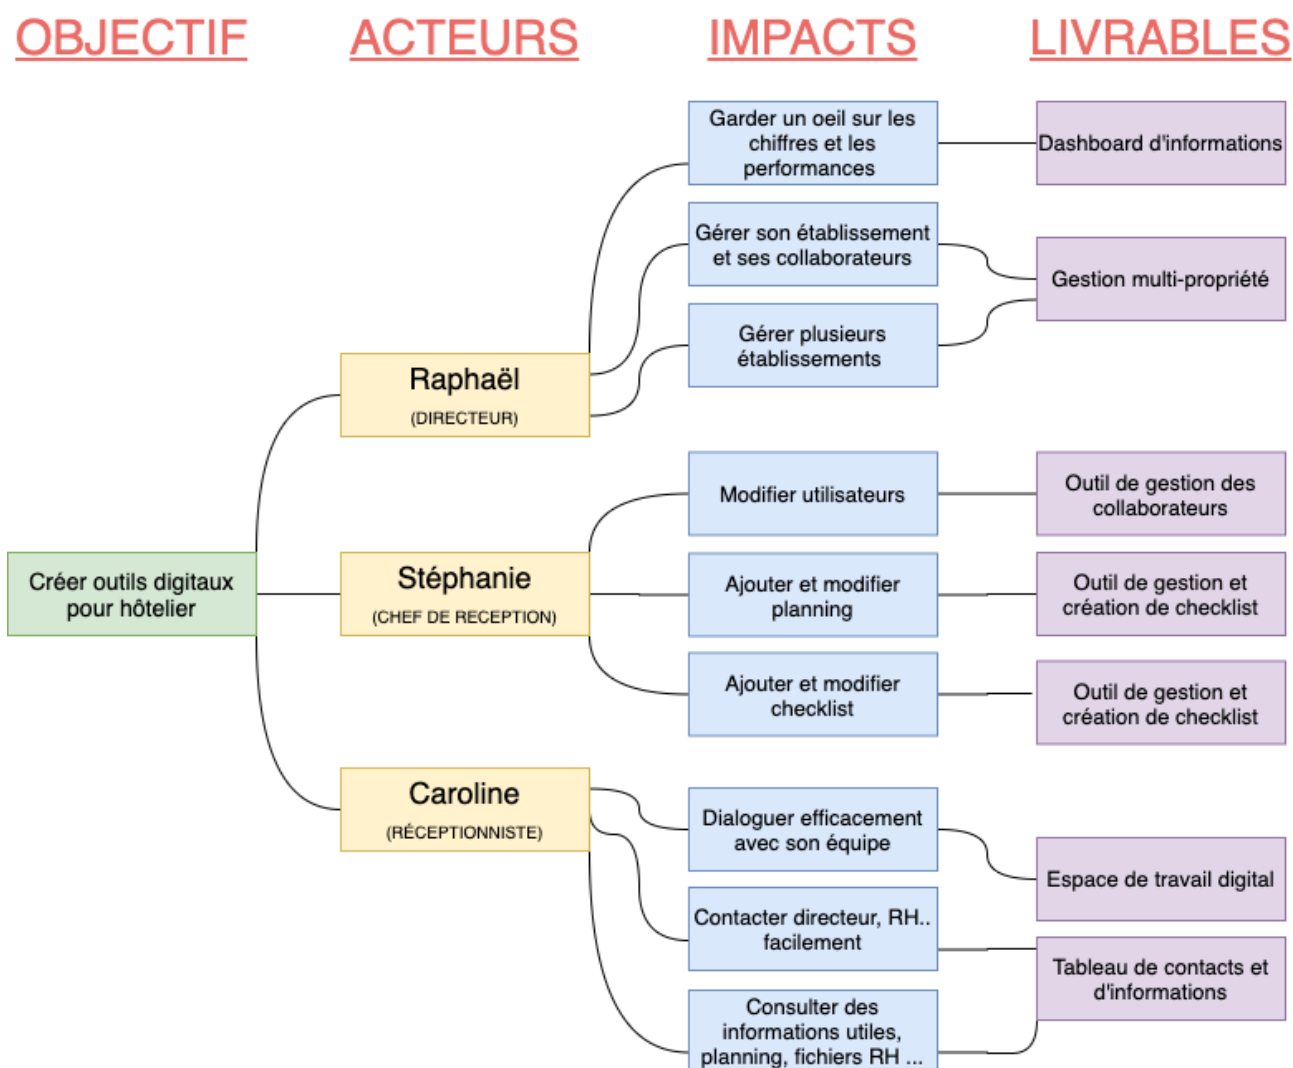 OBJECTIF
ACTEURS
IMPACTS
LIVRABLES
Créer outils digitaux
pour hôtelier
Raphaël
(DIRECTEUR)
Garder un oeil sur les
chiffres et les
performances
Dashboard d'informations
Gérer son établissement
et ses collaborateurs
Gérer plusieurs
établissements
Gestion multi-propriété
Stéphanie
(CHEF DE RECEPTION)
Modifier utilisateurs
Outil de gestion des
collaborateurs
Ajouter et modifier
planning
Outil de gestion et
création de checklist
Ajouter et modifier
checklist
Outil de gestion et
création de checklist
Caroline
(RÉCEPTIONNISTE)
Dialoguer efficacement
avec son équipe
Espace de travail digital
Contacter directeur, RH..
facilement
Consulter des
informations utiles,
planning, fichiers RH ...
Tableau de contacts et
d'informations